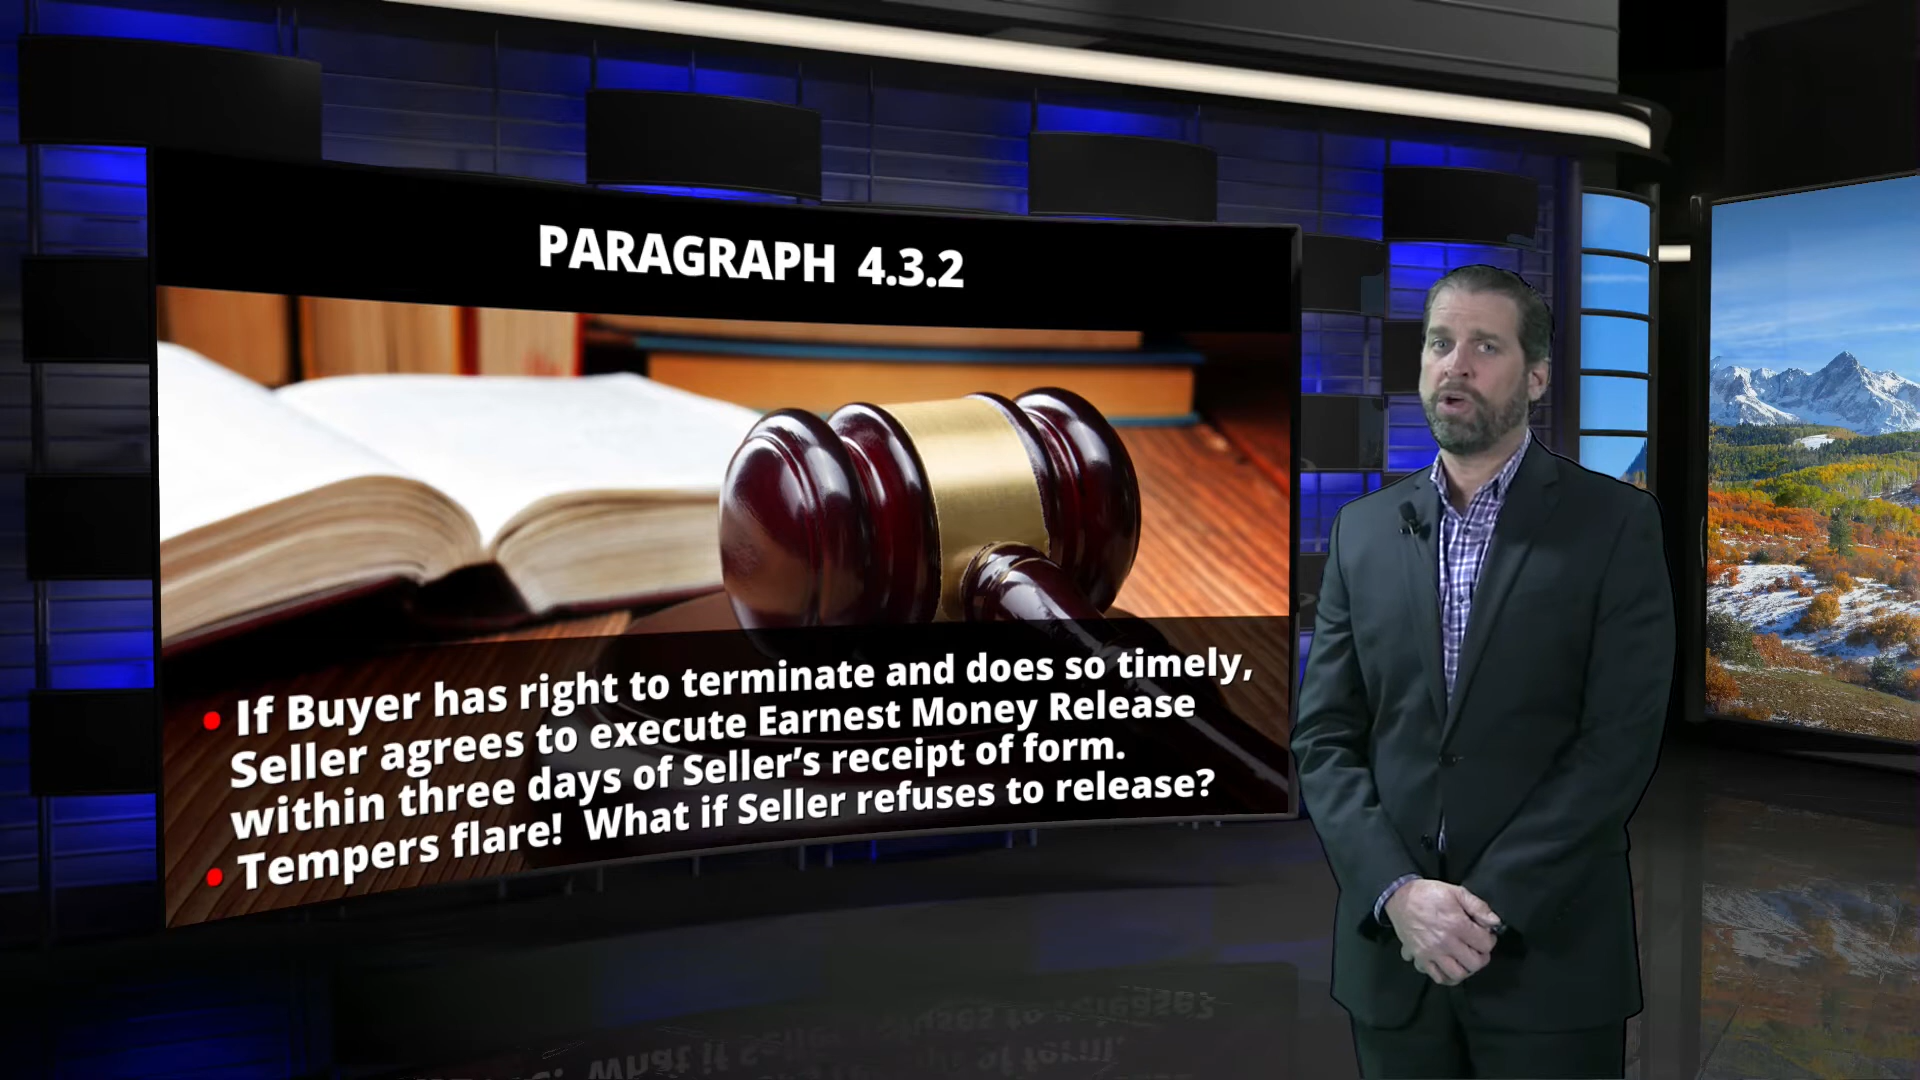 PARAGRAPH 4.3.2
• If Buyer has right to terminate and does so timely,
Seller agrees to execute Earnest Money Release
within three days of Seller's receipt of form.
• Tempers flare! What if Seller refuses to release?